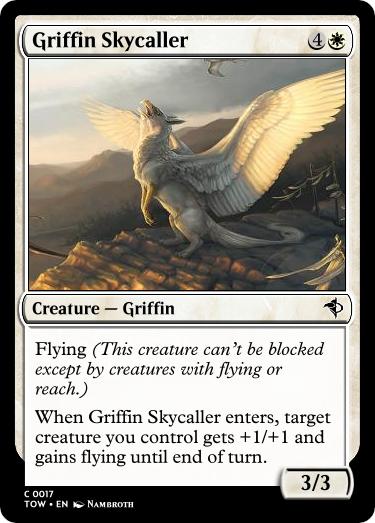 Griffin Skycaller 4
Creature — Griffin
Flying (This creature can't be blocked
except by creatures with flying or
reach.)
When Griffin Skycaller enters, target
creature you control gets +1/+1 and
gains flying until end of turn.
3/3
C 0017
TOW • EN Nambroth